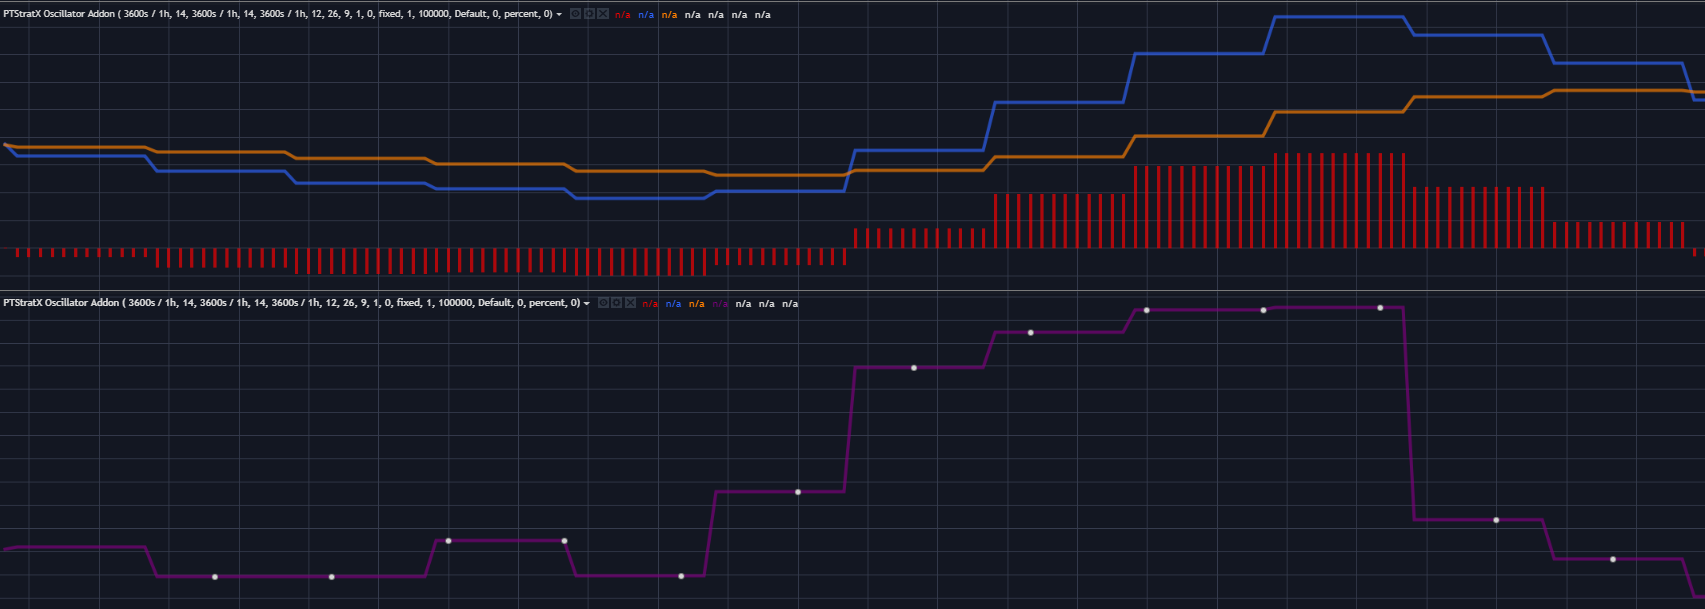 PTStratX Oscillator Addon ( 3600s / 1h, 14, 3600s / 1h, 14, 3600s / 1h, 12, 26, 9, 1, 0, fixed, 1, 100000, Default, 0, percent, 0) n/a n/a n/a n/a n/a n/a n/a
PTStratX Oscillator Addon ( 3600s / 1h, 14, 3600s / 1h, 14, 3600s / 1h, 12, 26, 9, 1, 0, fixed, 1, 100000, Default, 0, percent, 0) n/a n/a n/a n/a n/a n/a n/a